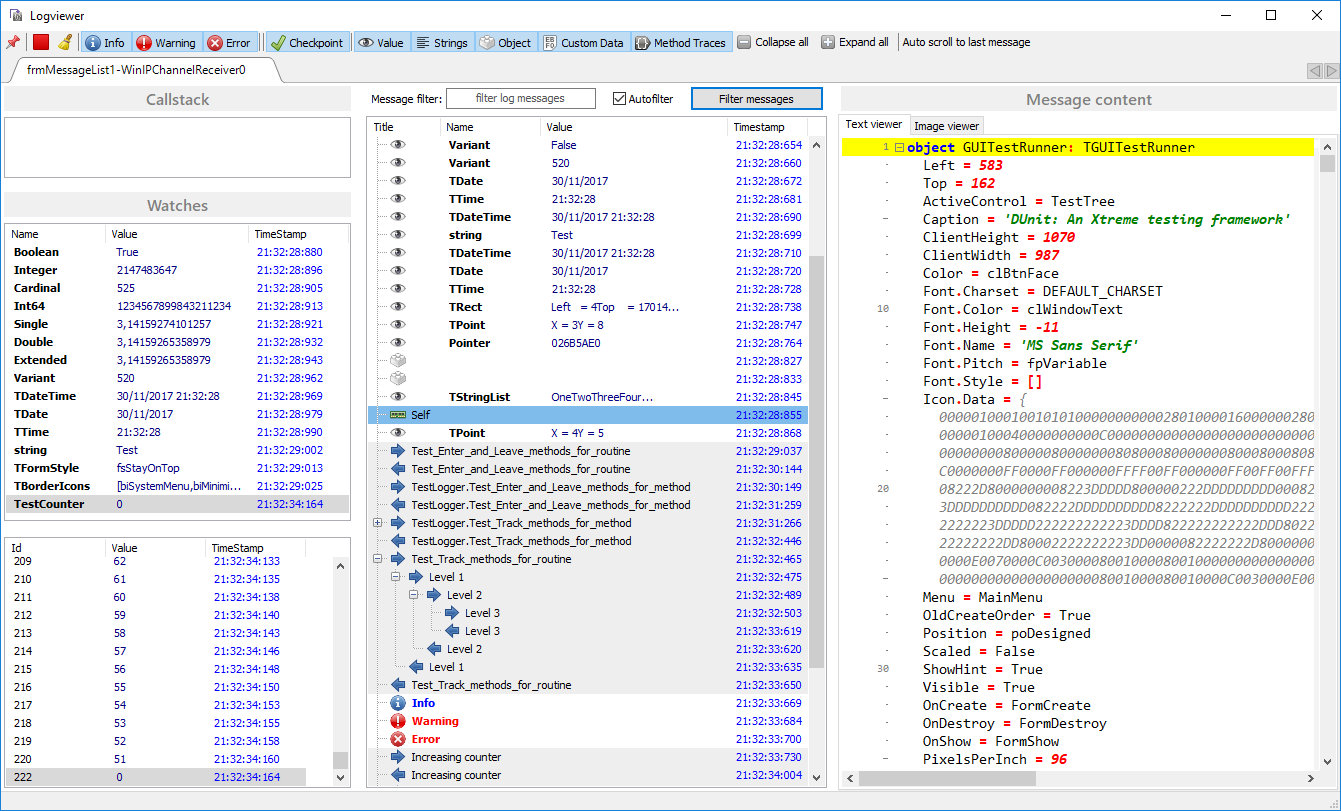 Logviewer
Info Warning Error Checkpoint Value Strings Object Custom Data Method Traces Collapse all Expand all Auto scroll to last message
frmMessageList1-WinIPChannelReceiver0
Callstack
Watches
Name Value TimeStamp
Boolean True 21:32:28:880
Integer 2147483647 21:32:28:896
Cardinal 525 21:32:28:905
Int64 1234567899843211234 21:32:28:913
Single 3,14159274101257 21:32:28:921
Double 3,14159265358979 21:32:28:932
Extended 3,14159265358979 21:32:28:943
Variant 520 21:32:28:962
TDateTime 30/11/2017 21:32:28 21:32:28:969
TDate 30/11/2017 21:32:28:979
TTime 21:32:28 21:32:28:990
string Test 21:32:29:002
TFormStyle fsStayOnTop 21:32:29:013
TBorderIcons [biSystemMenu,biMinimi... 21:32:29:025
TestCounter 0 21:32:34:164
Id Value TimeStamp
209 62 21:32:34:133
210 61 21:32:34:135
211 60 21:32:34:138
212 59 21:32:34:140
213 58 21:32:34:143
214 57 21:32:34:146
215 56 21:32:34:148
216 55 21:32:34:150
217 54 21:32:34:153
218 53 21:32:34:155
219 52 21:32:34:158
220 51 21:32:34:160
222 0 21:32:34:164
Message filter: filter log messages Autofilter Filter messages
Title Name Value Timestamp
Variant False 21:32:28:654
Variant 520 21:32:28:660
TDate 30/11/2017 21:32:28:672
TTime 21:32:28 21:32:28:681
TDateTime 30/11/2017 21:32:28 21:32:28:690
string Test 21:32:28:699
TDateTime 30/11/2017 21:32:28 21:32:28:710
TDate 30/11/2017 21:32:28:720
TTime 21:32:28 21:32:28:728
TRect Left = 4Top = 17014... 21:32:28:738
TPoint X = 3Y = 8 21:32:28:747
Pointer 026B5AE0 21:32:28:764
21:32:28:827
21:32:28:833
TStringList OneTwoThreeFour... 21:32:28:845
Self 21:32:28:855
TPoint X = 4Y = 5 21:32:28:868
Test_Enter_and_Leave_methods_for_routine 21:32:29:037
Test_Enter_and_Leave_methods_for_routine 21:32:30:144
TestLogger.Test_Enter_and_Leave_methods_for_method 21:32:30:149
TestLogger.Test_Enter_and_Leave_methods_for_method 21:32:31:259
TestLogger.Test_Track_methods_for_method 21:32:31:266
TestLogger.Test_Track_methods_for_method 21:32:32:446
Test_Track_methods_for_routine 21:32:32:465
Level 1 21:32:32:475
Level 2 21:32:32:489
Level 3 21:32:32:503
Level 3 21:32:33:619
Level 2 21:32:33:620
Level 1 21:32:33:635
Test_Track_methods_for_routine 21:32:33:650
Info 21:32:33:669
Warning 21:32:33:684
Error 21:32:33:700
Increasing counter 21:32:33:730
Increasing counter 21:32:34:004
Message content
Text viewer Image viewer
1 object GUITestRunner: TGUITestRunner
Left = 583
Top = 162
ActiveControl = TestTree
Caption = 'DUnit: An Xtreme testing framework'
ClientHeight = 1070
ClientWidth = 987
Color = clBtnFace
Font.Charset = DEFAULT_CHARSET
10 Font.Color = clWindowText
Font.Height = -11
Font.Name = 'MS Sans Serif'
Font.Pitch = fpVariable
Font.Style = []
Icon.Data = {
20
Menu = MainMenu
OldCreateOrder = True
Position = poDesigned
Scaled = False
30 ShowHint = True
Visible = True
OnCreate = FormCreate
OnDestroy = FormDestroy
OnShow = FormShow
PixelsPerInch = 96